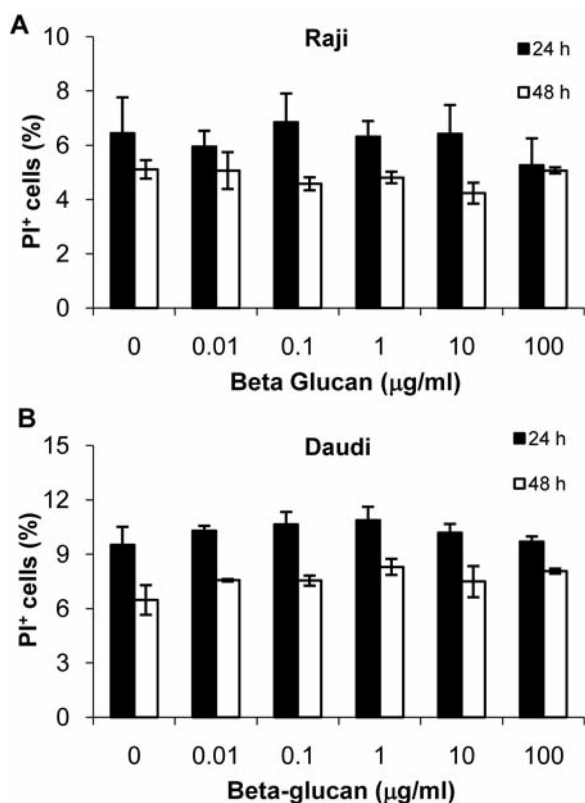 A
Raji
24 h
48 h
PI⁺ cells (%)
10
8
6
4
2
0
0 0.01 0.1 1 10 100
Beta Glucan (µg/ml)
B
Daudi
24 h
48 h
PI⁺ cells (%)
15
12
9
6
3
0
0 0.01 0.1 1 10 100
Beta-glucan (µg/ml)